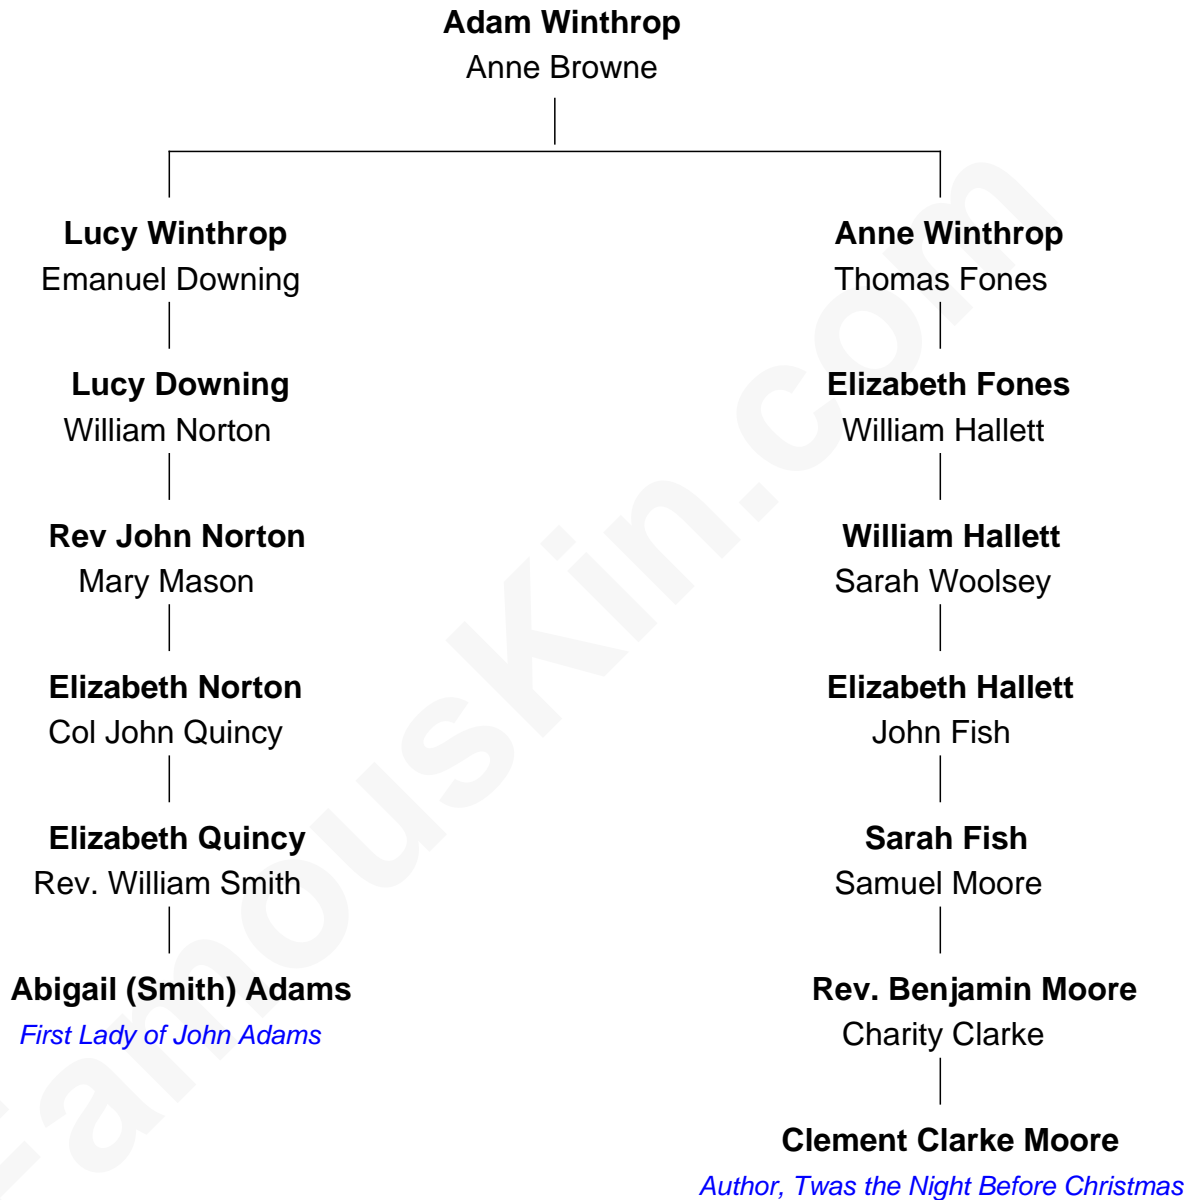 Adam Winthrop
Anne Browne
Lucy Winthrop
Emanuel Downing
Anne Winthrop
Thomas Fones
Lucy Downing
William Norton
Elizabeth Fones
William Hallett
Rev John Norton
Mary Mason
William Hallett
Sarah Woolsey
Elizabeth Norton
Col John Quincy
Elizabeth Hallett
John Fish
Elizabeth Quincy
Rev. William Smith
Sarah Fish
Samuel Moore
Abigail (Smith) Adams
First Lady of John Adams
Rev. Benjamin Moore
Charity Clarke
Clement Clarke Moore
Author, Twas the Night Before Christmas
FamousKin.com